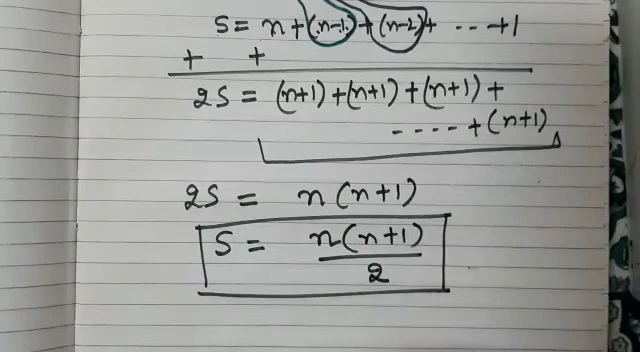 S = n + (n-1) + (n-2) + ... + 1
+ +
2S = (n+1) + (n+1) + (n+1) +
..... + (n+1)
2S = n(n+1)
S = n(n+1)/2